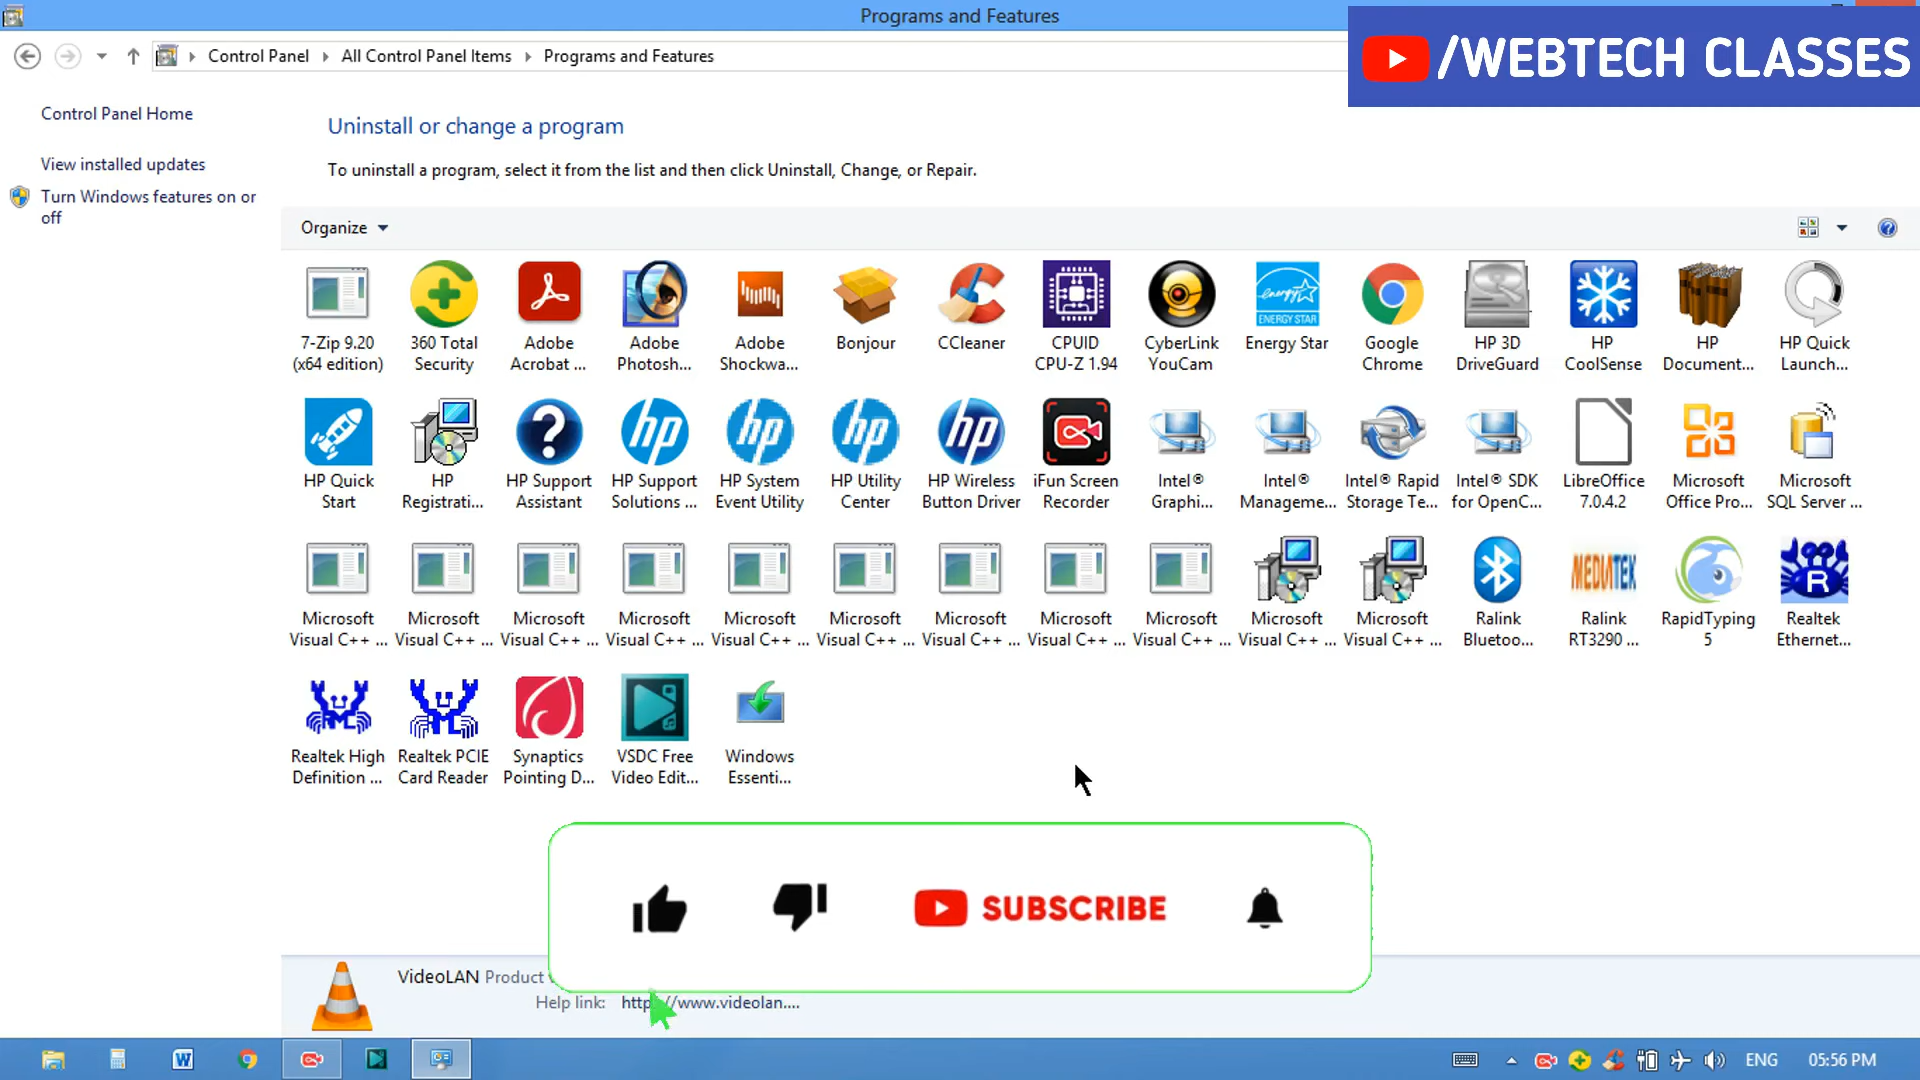 Programs and Features
/WEBTECH CLASSES
Control Panel
All Control Panel Items
Programs and Features
Control Panel Home
View installed updates
Turn Windows features on or
off
Uninstall or change a program
To uninstall a program, select it from the list and then click Uninstall, Change, or Repair.
Organize
energy
ENERGY STAR
7-Zip 9.20
(x64 edition)
360 Total
Security
Adobe
Acrobat ...
Adobe
Photosh...
Adobe
Shockwa...
Bonjour
CCleaner
CPUID
CPU-Z 1.94
CyberLink
YouCam
Energy Star
Google
Chrome
HP 3D
DriveGuard
HP
CoolSense
HP
Document...
HP Quick
Launch...
hp
hp
hp
hp
HP Quick
Start
HP
Registrati...
HP Support
Assistant
HP Support
Solutions ...
HP System
Event Utility
HP Utility
Center
HP Wireless
Button Driver
iFun Screen
Recorder
Intel®
Graphi...
Intel®
Manageme...
Intel® Rapid
Storage Te...
Intel® SDK
for OpenC...
LibreOffice
7.0.4.2
Microsoft
Office Pro...
Microsoft
SQL Server ...
MEDIATEK
R
Microsoft
Visual C++ ...
Microsoft
Visual C++ ...
Microsoft
Visual C++ ...
Microsoft
Visual C++ ...
Microsoft
Visual C++ ...
Microsoft
Visual C++ ...
Microsoft
Visual C++ ...
Microsoft
Visual C++ ...
Microsoft
Visual C++ ...
Microsoft
Visual C++ ...
Microsoft
Visual C++ ...
Ralink
Bluetoo...
Ralink
RT3290 ...
RapidTyping
5
Realtek
Ethernet...
Realtek High
Definition ...
Realtek PCIE
Card Reader
Synaptics
Pointing D...
VSDC Free
Video Edit...
Windows
Essenti...
SUBSCRIBE
VideoLAN Product
Help link: http://www.videolan....
W
ENG
05:56 PM